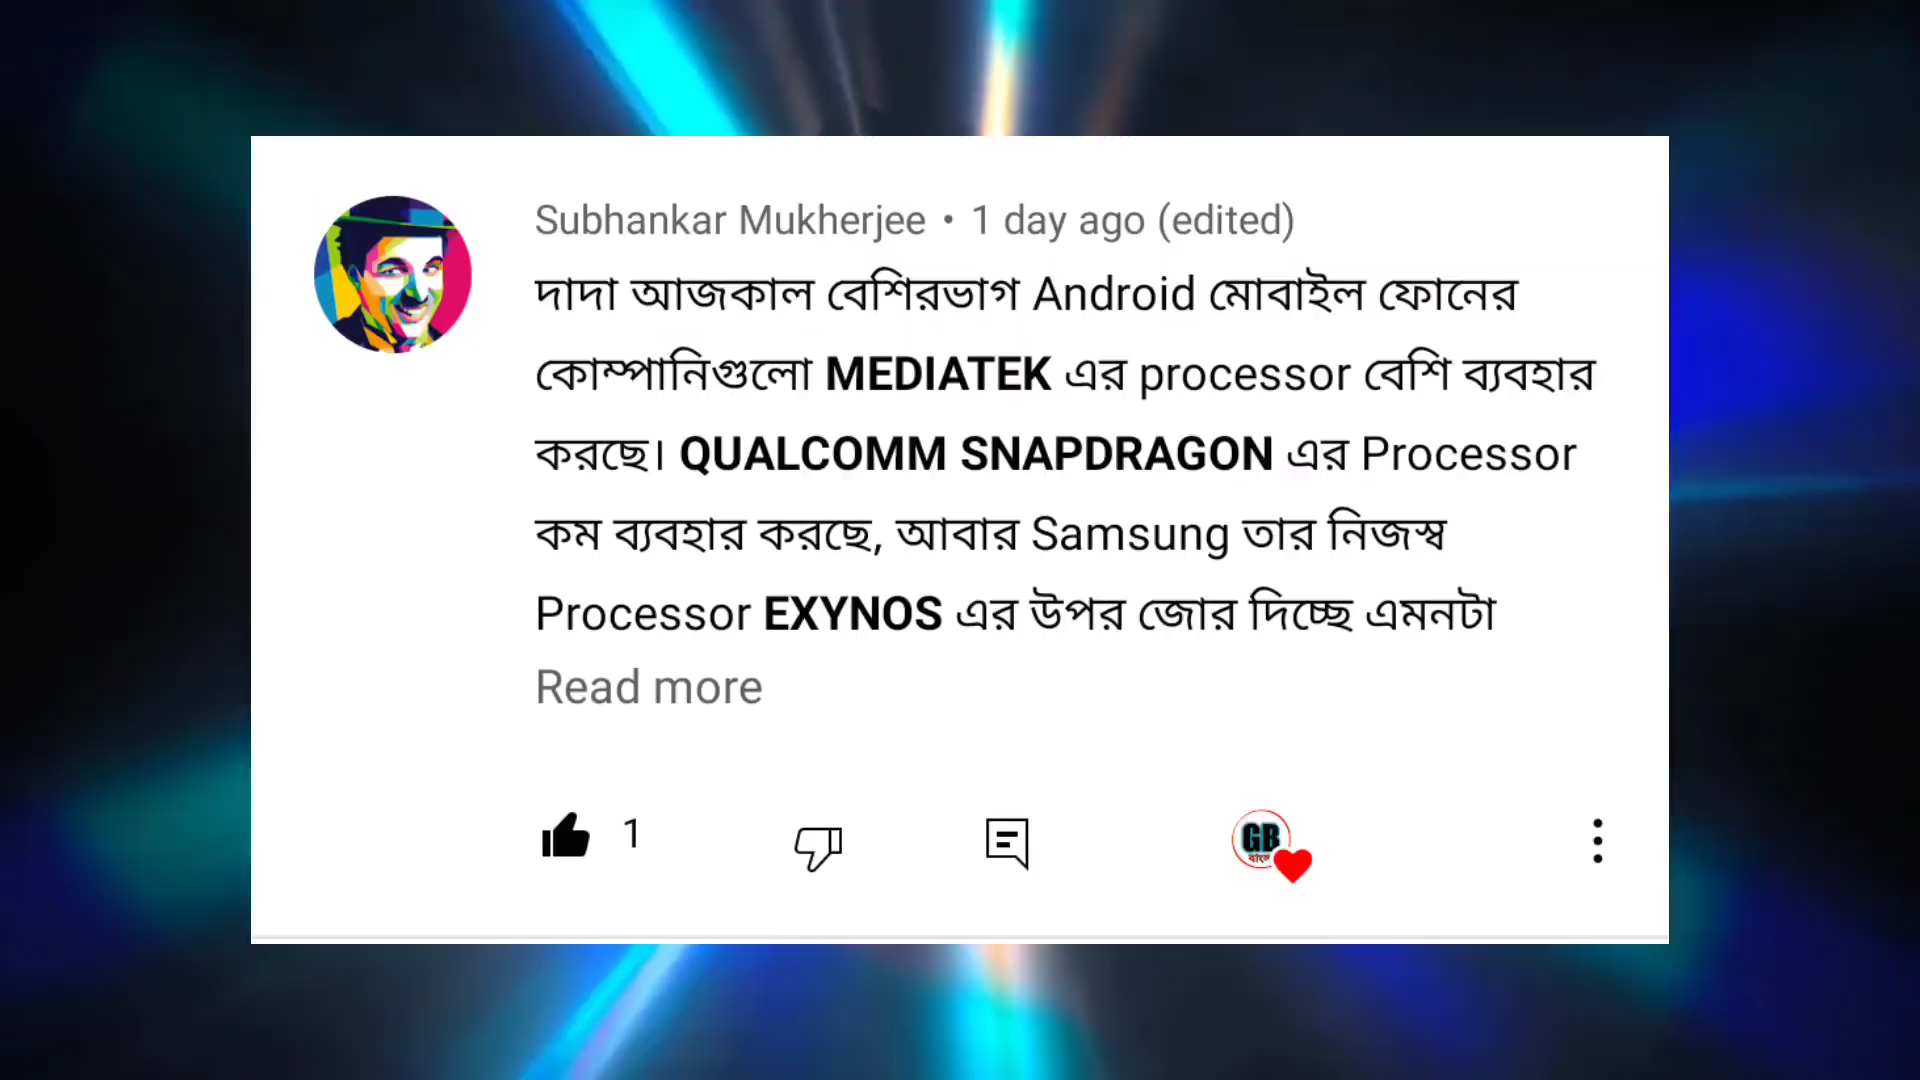 Subhankar Mukherjee • 1 day ago (edited)
দাদা আজকাল বেশিরভাগ Android মোবাইল ফোনের
কোম্পানিগুলো MEDIATEK এর processor বেশি ব্যবহার
করছে। QUALCOMM SNAPDRAGON এর Processor
কম ব্যবহার করছে, আবার Samsung তার নিজস্ব
Processor EXYNOS এর উপর জোর দিচ্ছে এমনটা
Read more
1
GB